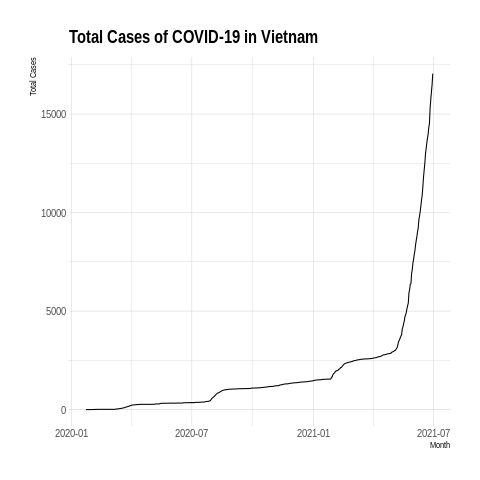 Total Cases of COVID-19 in Vietnam
Total Cases
15000
10000
5000
0
2020-01 2020-07 2021-01 2021-07
Month